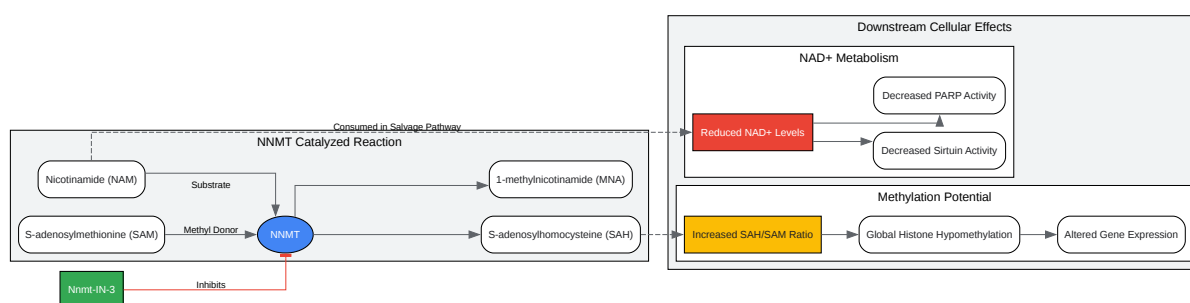 Downstream Cellular Effects
NAD+ Metabolism
Decreased PARP Activity
Consumed in Salvage Pathway
Reduced NAD+ Levels
NNMT Catalyzed Reaction
Decreased Sirtuin Activity
Nicotinamide (NAM)
Substrate
1-methylnicotinamide (MNA)
Methylation Potential
S-adenosylmethionine (SAM)
Methyl Donor
NNMT
S-adenosylhomocysteine (SAH)
Increased SAH/SAM Ratio
Global Histone Hypomethylation
Altered Gene Expression
Nnmt-IN-3
Inhibits